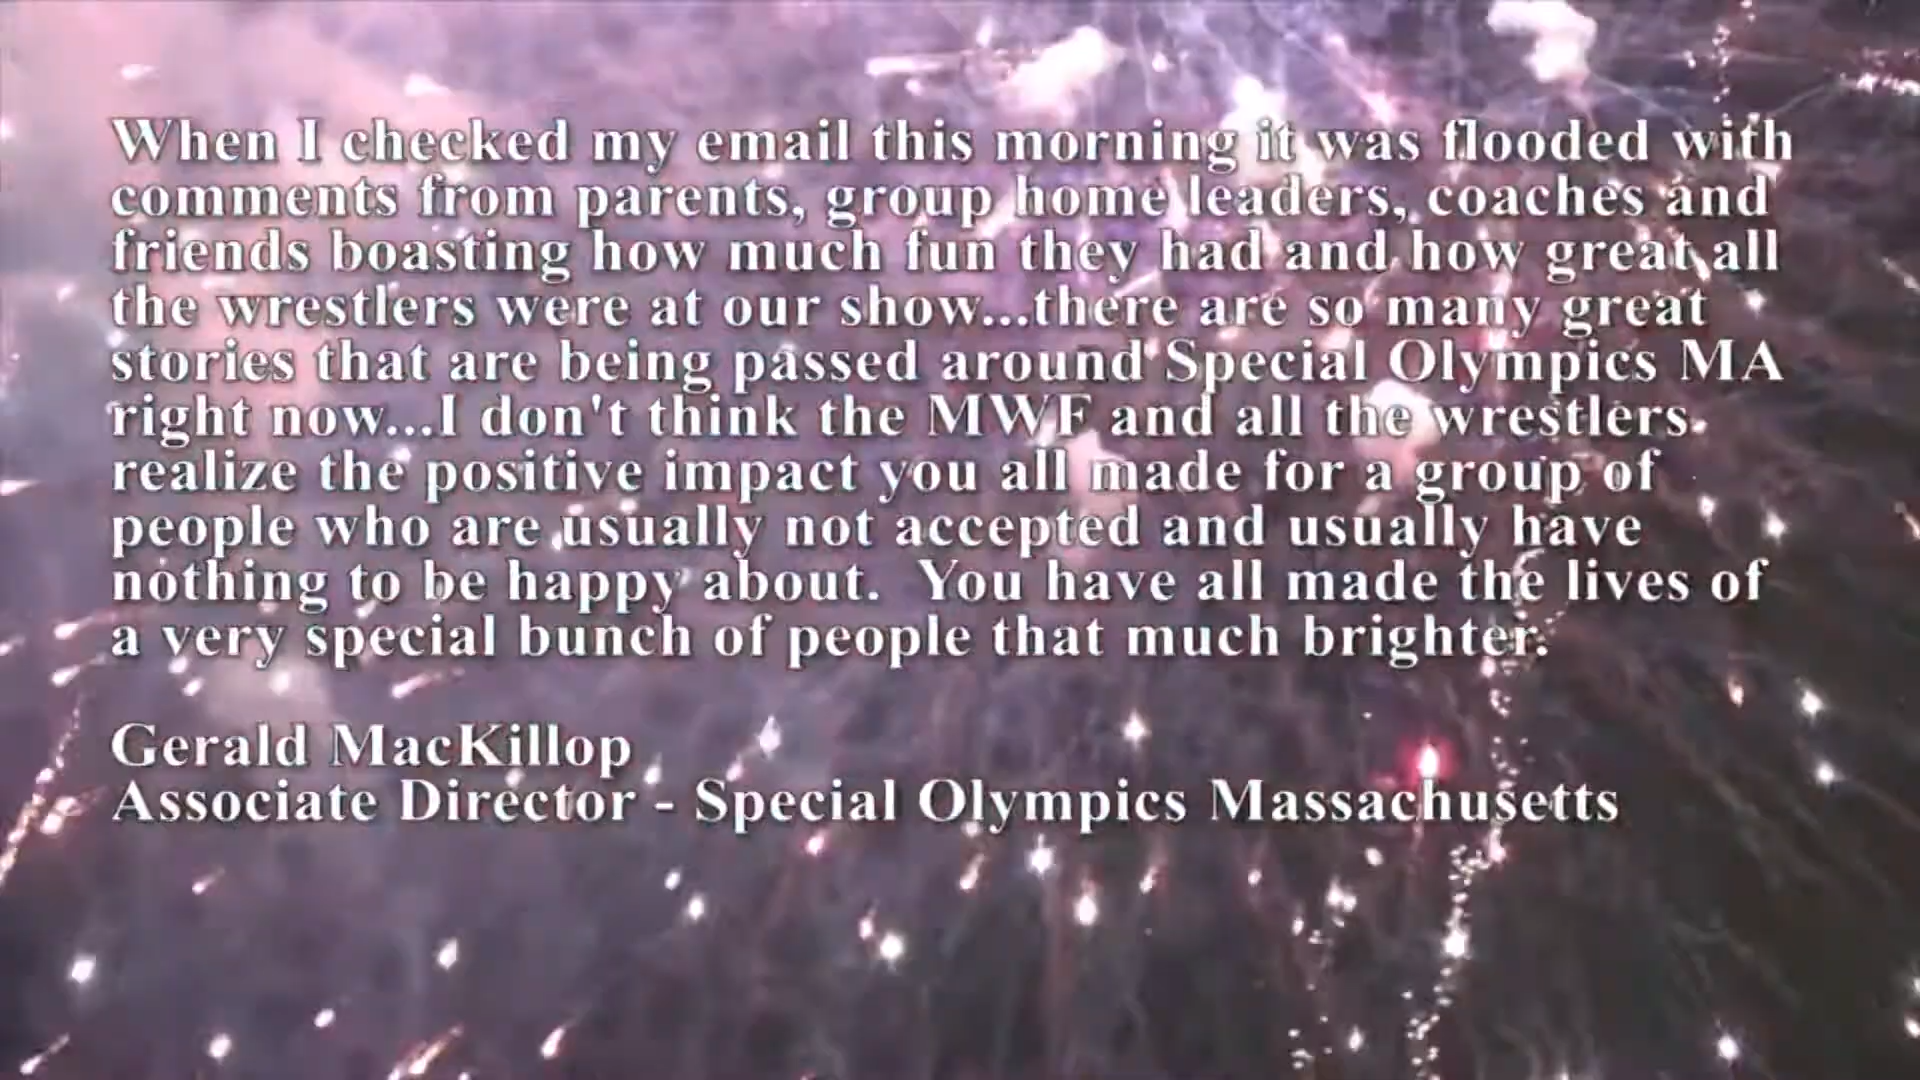 When I checked my email this morning it was flooded with
comments from parents, group home leaders, coaches and
friends boasting how much fun they had and how great all
the wrestlers were at our show...there are so many great
stories that are being passed around Special Olympics MA
right now...I don't think the MWF and all the wrestlers
realize the positive impact you all made for a group of
people who are usually not accepted and usually have
nothing to be happy about.  You have all made the lives of
a very special bunch of people that much brighter.
Gerald MacKillop
Associate Director - Special Olympics Massachusetts